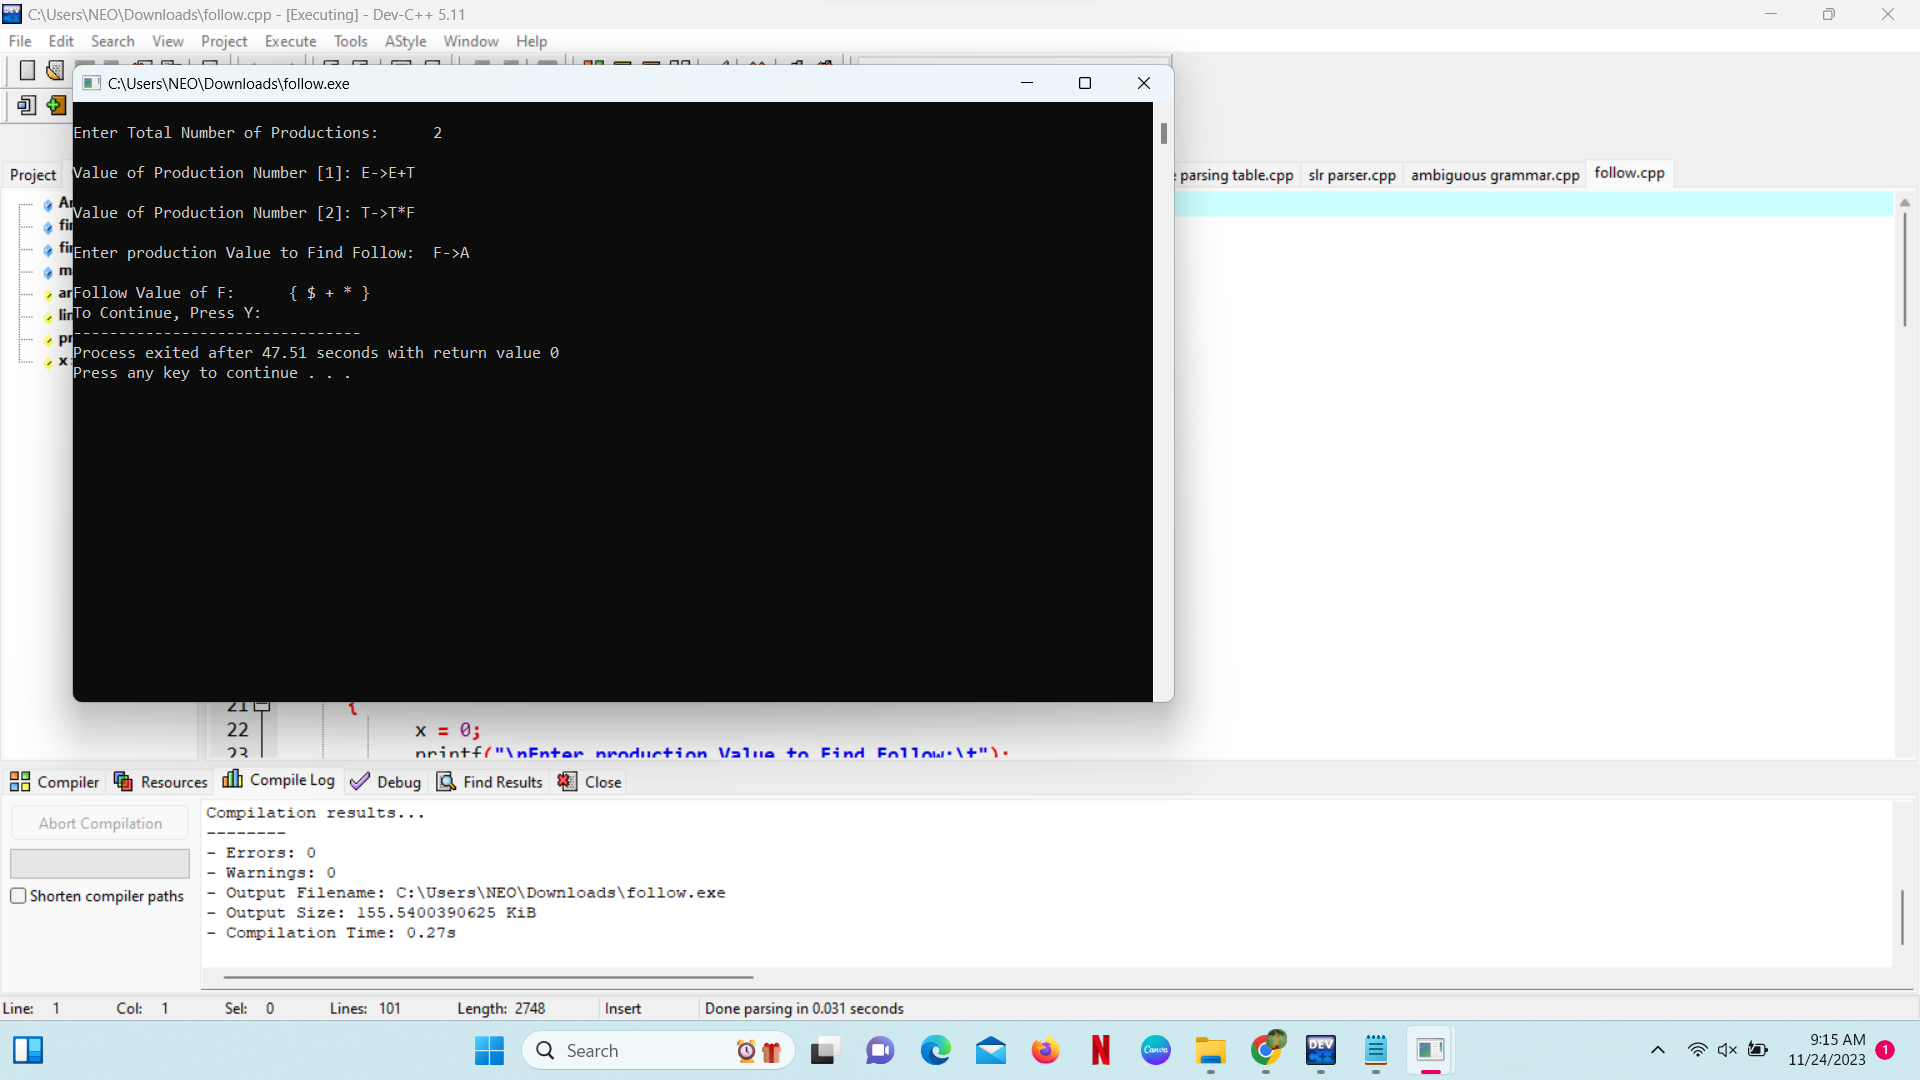 C:\Users\NEO\Downloads\follow.cpp - [Executing] - Dev-C++ 5.11
File Edit Search View Project Execute Tools AStyle Window Help
C:\Users\NEO\Downloads\follow.exe
Enter Total Number of Productions: 2
Value of Production Number [1]: E->E+T
Value of Production Number [2]: T->T*F
Enter production Value to Find Follow: F->A
Follow Value of F: { $ + * }
To Continue, Press Y:
--------------------------------
Process exited after 47.51 seconds with return value 0
Press any key to continue . . .
Project
parsing table.cpp slr parser.cpp ambiguous grammar.cpp follow.cpp
21 {
22 x = 0;
23 printf("\nEnter production Value to Find Follow:\t");
Compiler Resources Compile Log Debug Find Results Close
Abort Compilation
Shorten compiler paths
Compilation results...
--------
- Errors: 0
- Warnings: 0
- Output Filename: C:\Users\NEO\Downloads\follow.exe
- Output Size: 155.5400390625 KiB
- Compilation Time: 0.27s
Line: 1 Col: 1 Sel: 0 Lines: 101 Length: 2748 Insert Done parsing in 0.031 seconds
Search
Canva
DEV C++
9:15 AM
11/24/2023
1